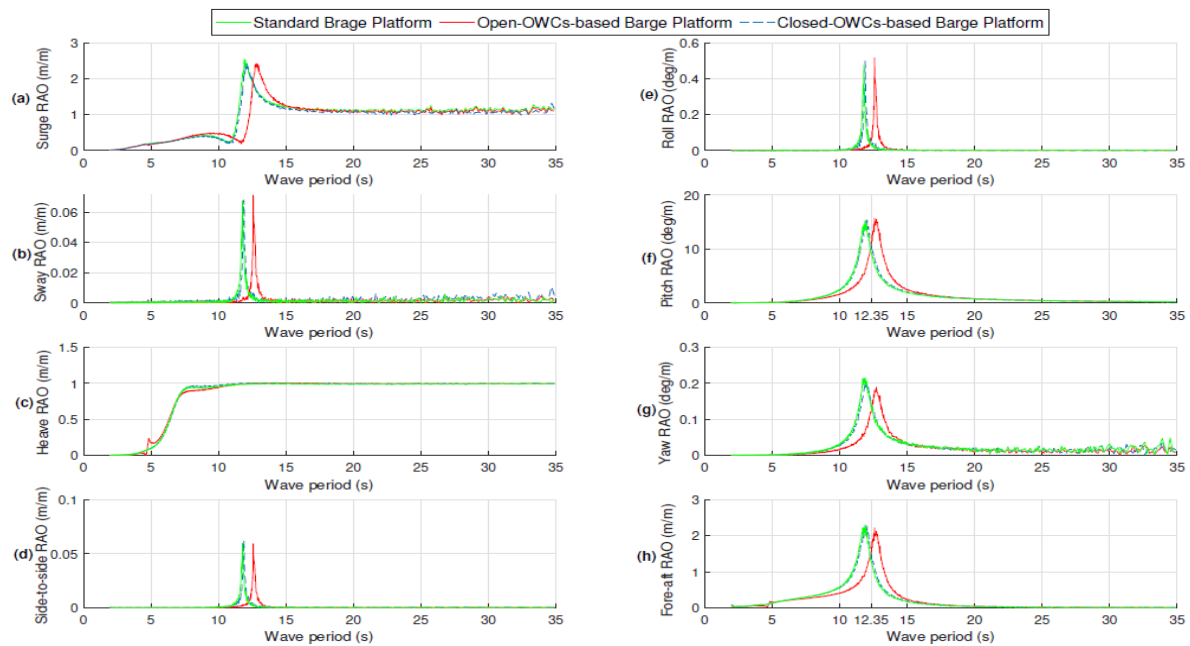 Standard Brage Platform Open-OWCs-based Barge Platform Closed-OWCs-based Barge Platform
(a)
Surge RAO (m/m)
3
2
1
0
0 5 10 15 20 25 30 35
Wave period (s)
(b)
Sway RAO (m/m)
0.06
0.04
0.02
0
0 5 10 15 20 25 30 35
Wave period (s)
(c)
Heave RAO (m/m)
1.5
1
0.5
0
0 5 10 15 20 25 30 35
Wave period (s)
(d)
Side-to-side RAO (m/m)
0.1
0.05
0
0 5 10 15 20 25 30 35
Wave period (s)
(e)
Roll RAO (deg/m)
0.6
0.4
0.2
0
0 5 10 15 20 25 30 35
Wave period (s)
(f)
Pitch RAO (deg/m)
20
10
0
0 5 10 12.35 15 20 25 30 35
Wave period (s)
(g)
Yaw RAO (deg/m)
0.3
0.2
0.1
0
0 5 10 15 20 25 30 35
Wave period (s)
(h)
Fore-aft RAO (m/m)
3
2
1
0
0 5 10 12.35 15 20 25 30 35
Wave period (s)